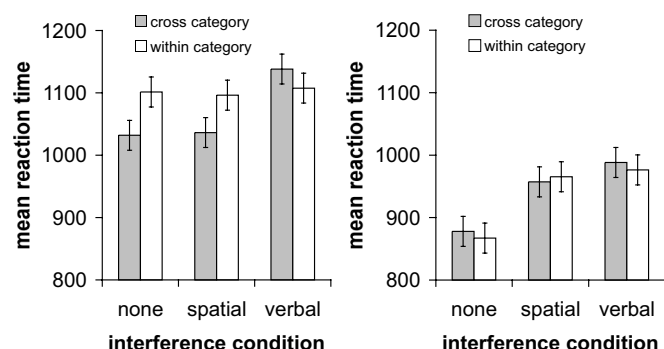 1200
1100
1000
900
800
mean reaction time
cross category
within category
none spatial verbal
interference condition
1200
1100
1000
900
800
mean reaction time
cross category
within category
none spatial verbal
interference condition